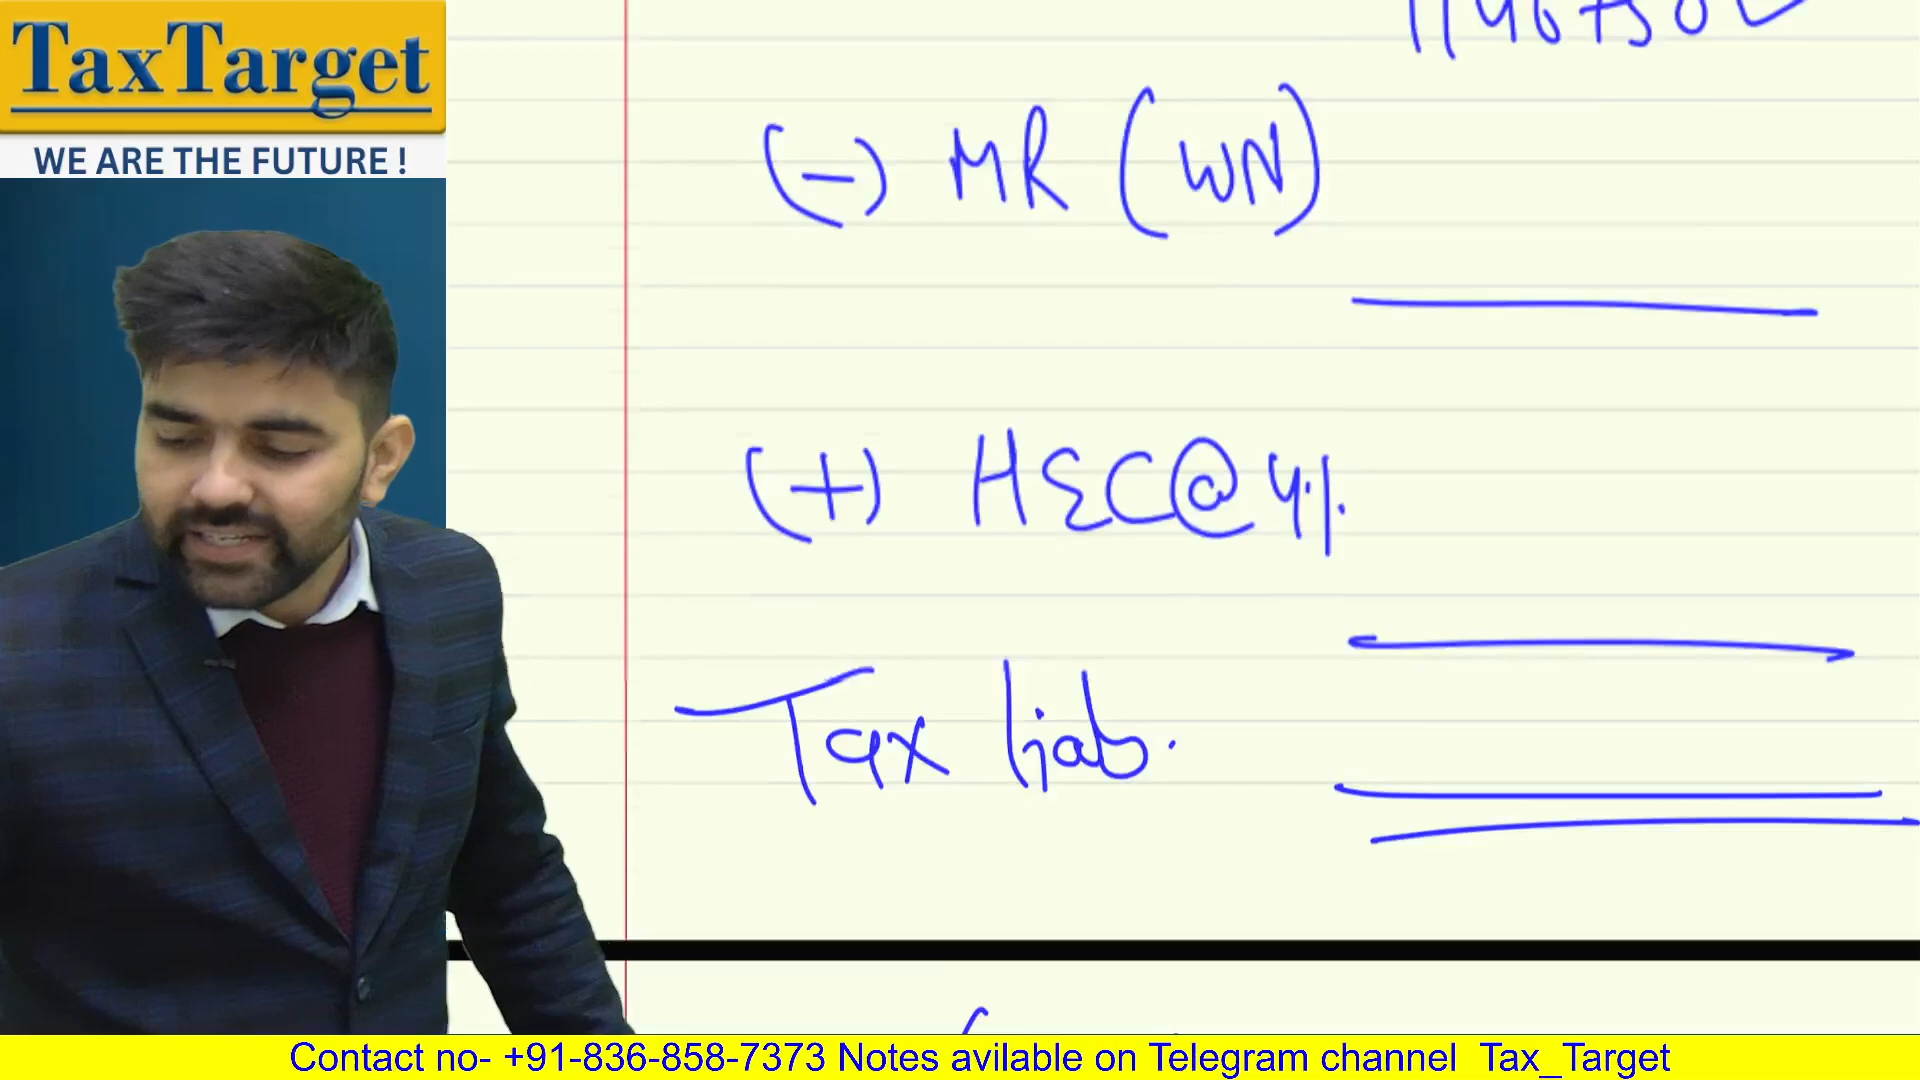 TaxTarget
WE ARE THE FUTURE !
(-) MR (WN)
(+) HEC@4%
Tax liab.
Contact no- +91-836-858-7373 Notes avilable on Telegram channel Tax_Target